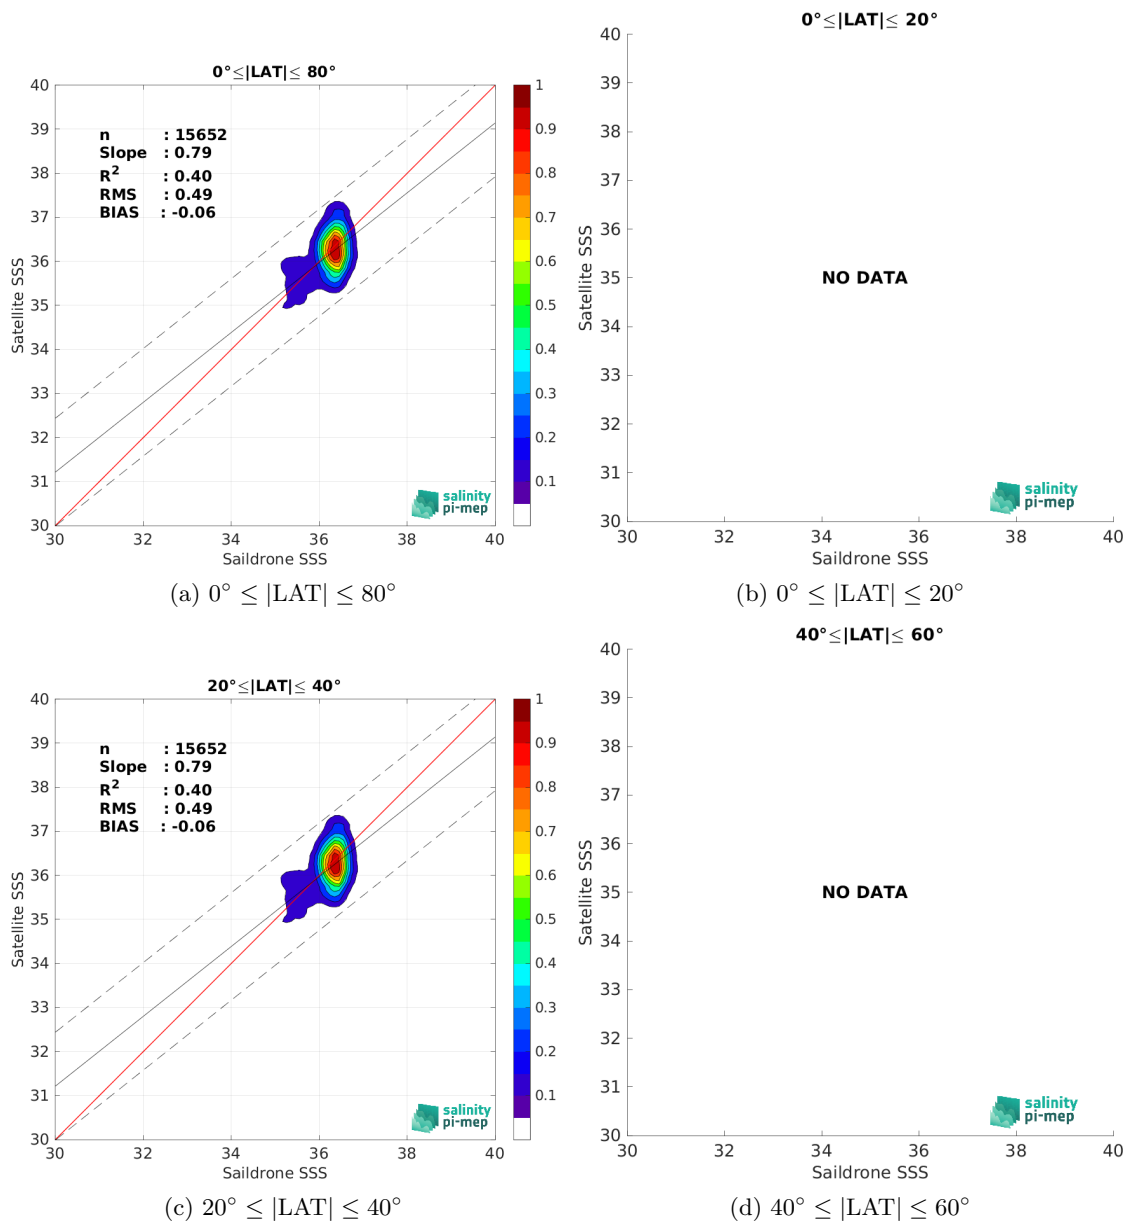 0°≤|LAT|≤ 80°
40
39
38
37
36
35
34
33
32
31
30
30
32
34
36
38
40
Satellite SSS
Saildrone SSS
n : 15652
Slope : 0.79
R² : 0.40
RMS : 0.49
BIAS : -0.06
1
0.9
0.8
0.7
0.6
0.5
0.4
0.3
0.2
0.1
salinity
pi-mep
(a) 0° ≤ |LAT| ≤ 80°
0°≤|LAT|≤ 20°
40
39
38
37
36
35
34
33
32
31
30
30
32
34
36
38
40
Satellite SSS
Saildrone SSS
NO DATA
salinity
pi-mep
(b) 0° ≤ |LAT| ≤ 20°
20°≤|LAT|≤ 40°
40
39
38
37
36
35
34
33
32
31
30
30
32
34
36
38
40
Satellite SSS
Saildrone SSS
n : 15652
Slope : 0.79
R² : 0.40
RMS : 0.49
BIAS : -0.06
1
0.9
0.8
0.7
0.6
0.5
0.4
0.3
0.2
0.1
salinity
pi-mep
(c) 20° ≤ |LAT| ≤ 40°
40°≤|LAT|≤ 60°
40
39
38
37
36
35
34
33
32
31
30
30
32
34
36
38
40
Satellite SSS
Saildrone SSS
NO DATA
salinity
pi-mep
(d) 40° ≤ |LAT| ≤ 60°